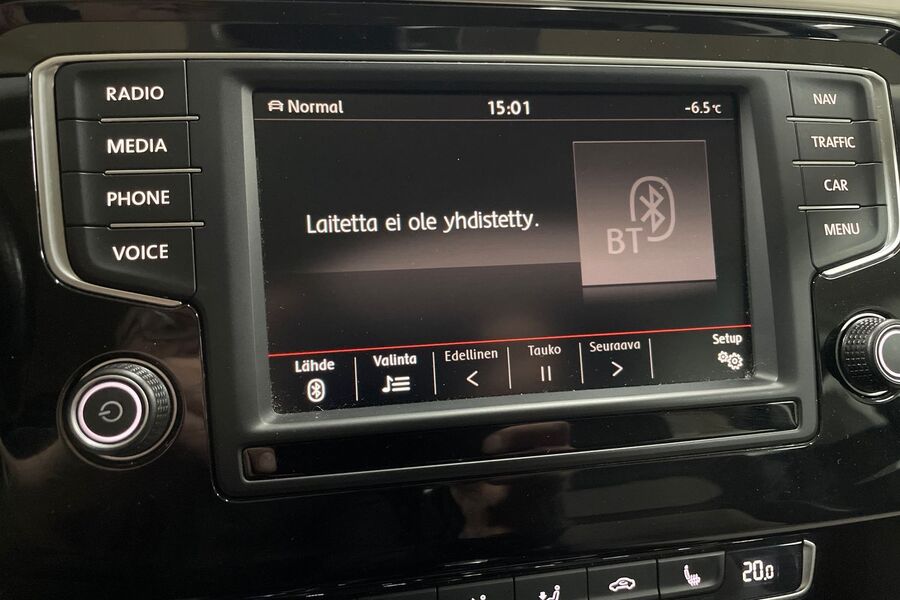 RADIO
MEDIA
PHONE
VOICE
Normal
15:01
-6.5°C
Laitetta ei ole yhdistetty.
BT
Lähde
Valinta
Edellinen
Tauko
Seuraava
Setup
NAV
TRAFFIC
CAR
MENU
20.0